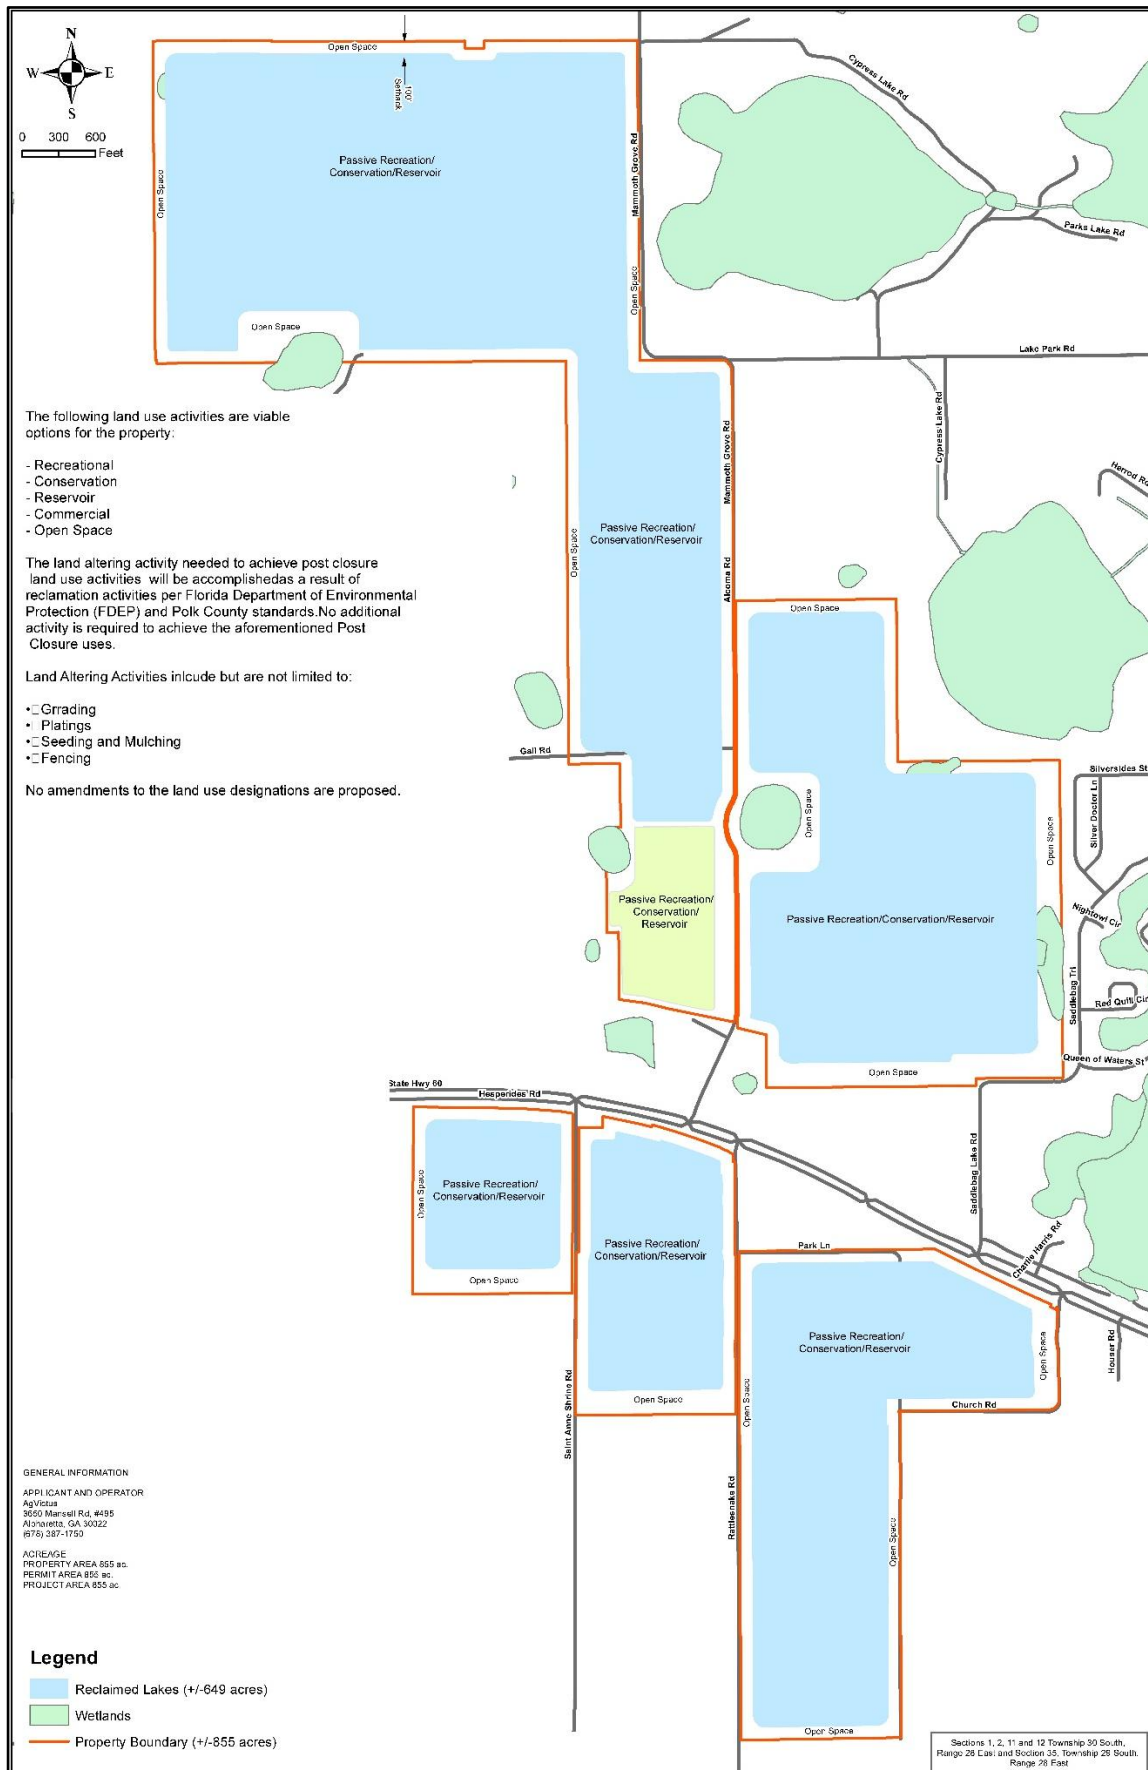 N
W E
S
0 300 600
Feet
Open Space
100'
Setback
Cypress Lake Rd
Passive Recreation/
Conservation/Reservoir
Open Space
Mammoth Grove Rd
Parks Lake Rd
Open Space
Open Space
Lake Park Rd
Cypress Lake Rd
Mammoth Grove Rd
Herrod Rd
The following land use activities are viable
options for the property:
- Recreational
- Conservation
- Reservoir
- Commercial
- Open Space
The land altering activity needed to achieve post closure
land use activities will be accomplishedas a result of
reclamation activities per Florida Department of Environmental
Protection (FDEP) and Polk County standards.No additional
activity is required to achieve the aforementioned Post
Closure uses.
Land Altering Activities inlcude but are not limited to:
•□Grrading
•□Platings
•□Seeding and Mulching
•□Fencing
No amendments to the land use designations are proposed.
Passive Recreation/
Conservation/Reservoir
Open Space
Alcoma Rd
Open Space
Gall Rd
Silversides St
Silver Doctor Ln
Open Space
Open Space
Passive Recreation/
Conservation/
Reservoir
Passive Recreation/Conservation/Reservoir
Nightowl Cir
Saddlebag Trl
Red Quill Cir
Queen of Waters St
Open Space
State Hwy 60
Hesperides Rd
Saddlebag Lake Rd
Open Space
Passive Recreation/
Conservation/Reservoir
Open Space
Passive Recreation/
Conservation/Reservoir
Park Ln
Charlie Harris Rd
Passive Recreation/
Conservation/Reservoir
Open Space
Houser Rd
Open Space
Saint Anne Shrine Rd
Open Space
Church Rd
Open Space
Rattlesnake Rd
Open Space
Open Space
GENERAL INFORMATION
APPLICANT AND OPERATOR
AgVictus
3650 Mansell Rd, #495
Alpharetta, GA 30022
(678) 387-1750
ACREAGE
PROPERTY AREA 855 ac.
PERMIT AREA 855 ac.
PROJECT AREA 855 ac.
Legend
Reclaimed Lakes (+/-649 acres)
Wetlands
Property Boundary (+/-855 acres)
Sections 1, 2, 11 and 12 Township 30 South,
Range 28 East and Section 35, Township 29 South,
Range 28 East